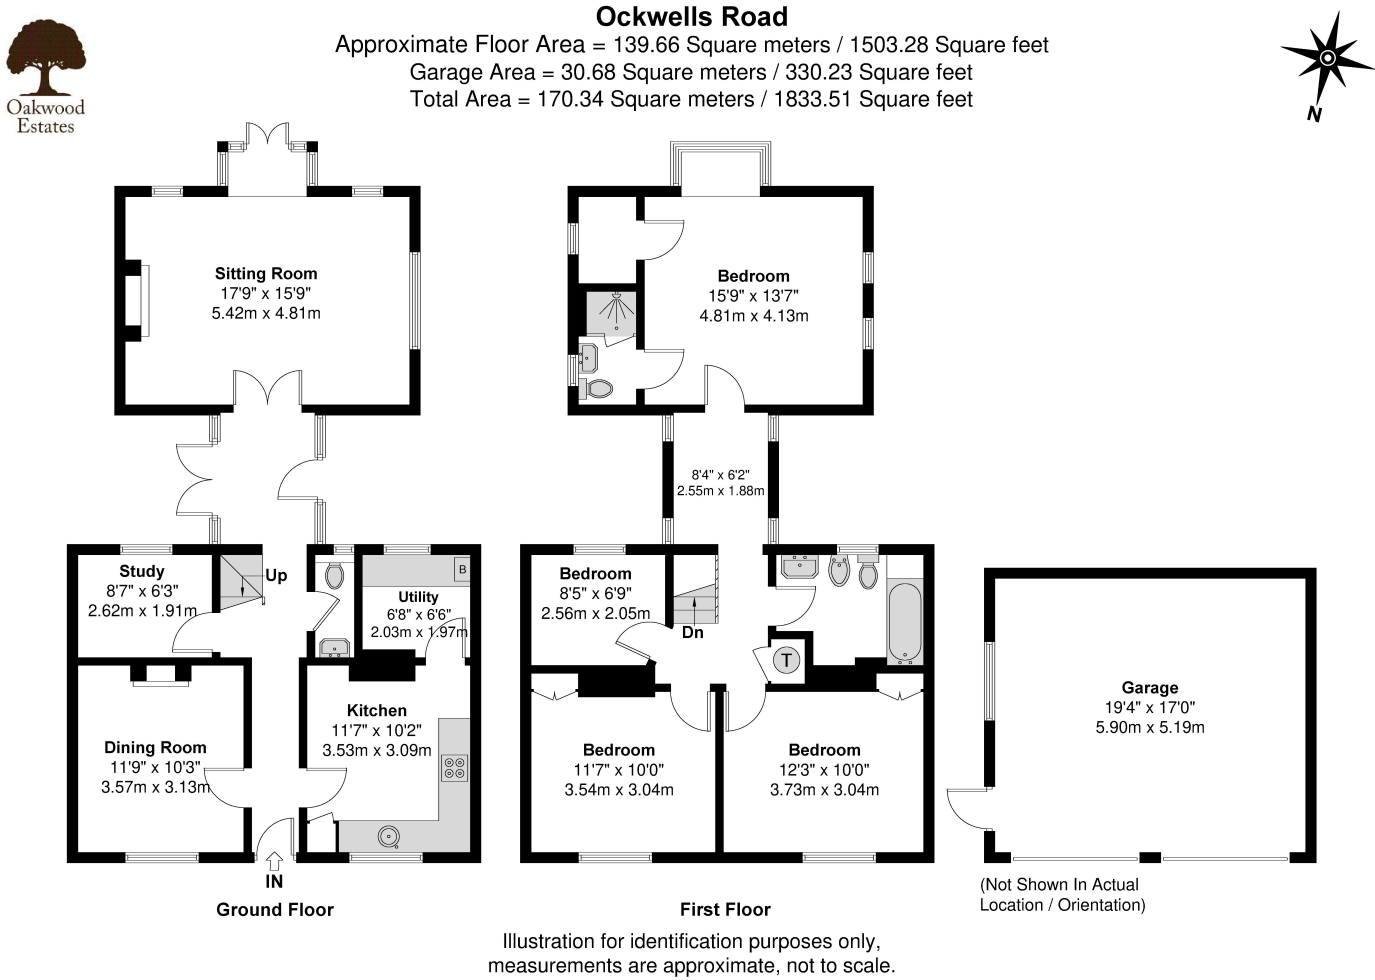 Oakwood
Estates
Ockwells Road
Approximate Floor Area = 139.66 Square meters / 1503.28 Square feet
Garage Area = 30.68 Square meters / 330.23 Square feet
Total Area = 170.34 Square meters / 1833.51 Square feet
N
Sitting Room
17'9" x 15'9"
5.42m x 4.81m
Study
8'7" x 6'3"
2.62m x 1.91m
Up
B
Utility
6'8" x 6'6"
2.03m x 1.97m
Dining Room
11'9" x 10'3"
3.57m x 3.13m
Kitchen
11'7" x 10'2"
3.53m x 3.09m
IN
Ground Floor
Bedroom
15'9" x 13'7"
4.81m x 4.13m
8'4" x 6'2"
2.55m x 1.88m
Bedroom
8'5" x 6'9"
2.56m x 2.05m
Dn
T
Bedroom
11'7" x 10'0"
3.54m x 3.04m
Bedroom
12'3" x 10'0"
3.73m x 3.04m
First Floor
Garage
19'4" x 17'0"
5.90m x 5.19m
(Not Shown In Actual
Location / Orientation)
Illustration for identification purposes only,
measurements are approximate, not to scale.